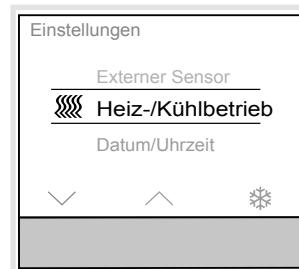 Einstellungen
Externer Sensor
Heiz-/Kühlbetrieb
Datum/Uhrzeit